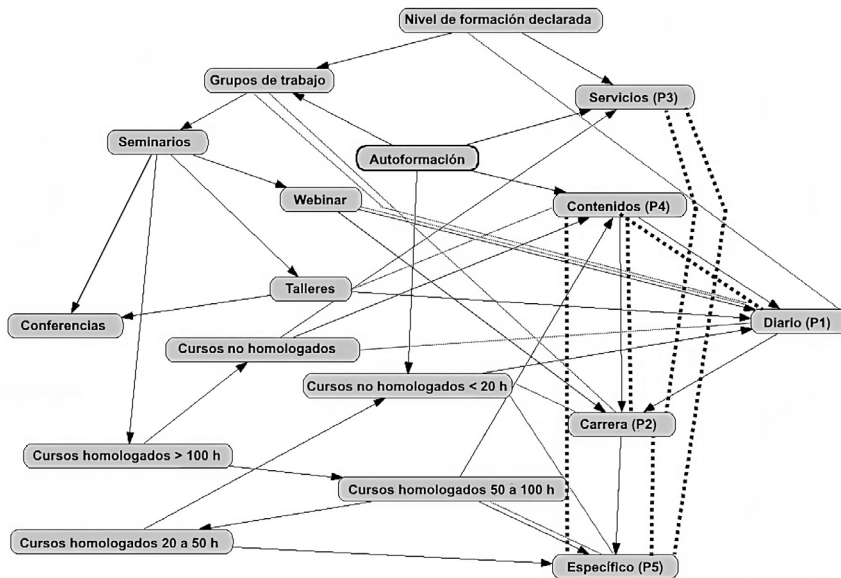 Nivel de formación declarada
Grupos de trabajo
Servicios (P3)
Seminarios
Autoformación
Webinar
Contenidos (P4)
Talleres
Conferencias
Diario (P1)
Cursos no homologados
Cursos no homologados < 20 h
Carrera (P2)
Cursos homologados > 100 h
Cursos homologados 50 a 100 h
Cursos homologados 20 a 50 h
Específico (P5)